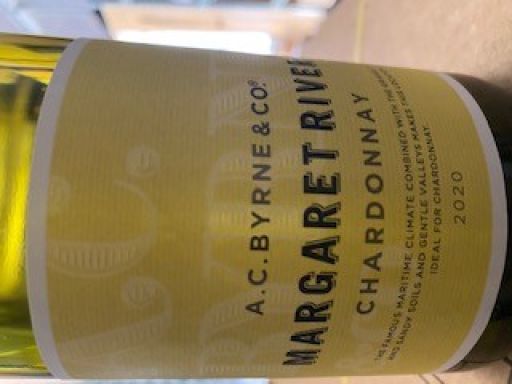 A.C.BYRNE & CO.
MARGARET RIVER
CHARDONNAY
THE FAMOUS MARITIME CLIMATE COMBINED WITH THE
AND SANDY SOILS AND GENTLE VALLEYS MAKES THIS
IDEAL FOR CHARDONNAY.
2020